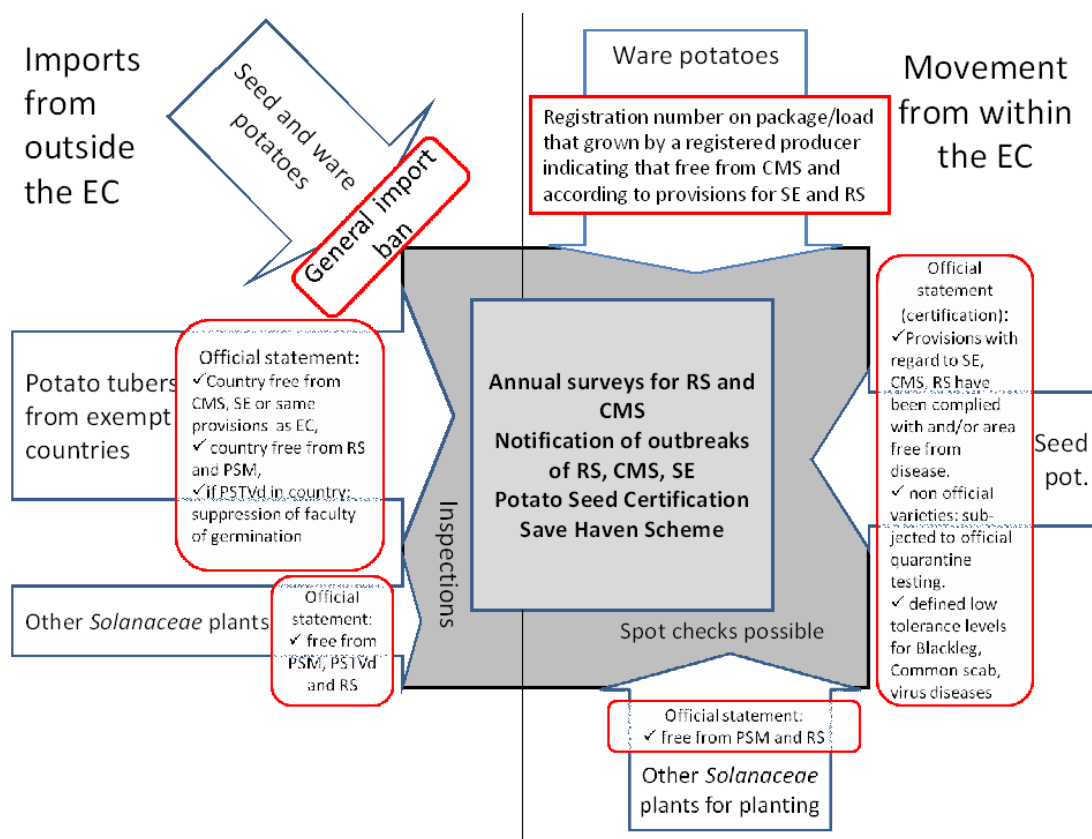 Imports
from
outside
the EC
Seed and ware
potatoes
General import
ban
Potato tubers
from exempt
countries
Official statement:
✓Country free from
CMS, SE or same
provisions as EC,
✓ country free from RS
and PSM,
✓if PSTVd in country:
suppression of faculty
of germination
Other Solanaceae plants
Official
statement:
✓ free from
PSM, PSTVd
and RS
Inspections
Ware potatoes
Registration number on package/load
that grown by a registered producer
indicating that free from CMS and
according to provisions for SE and RS
Movement
from within
the EC
Annual surveys for RS and
CMS
Notification of outbreaks
of RS, CMS, SE
Potato Seed Certification
Save Haven Scheme
Spot checks possible
Official
statement
(certification):
✓Provisions with
regard to SE,
CMS, RS have
been complied
with and/or area
free from
disease.
✓ non official
varieties: sub-
jected to official
quarantine
testing.
✓ defined low
tolerance levels
for Blackleg,
Common scab,
virus diseases
Seed
pot.
Official statement:
✓ free from PSM and RS
Other Solanaceae
plants for planting